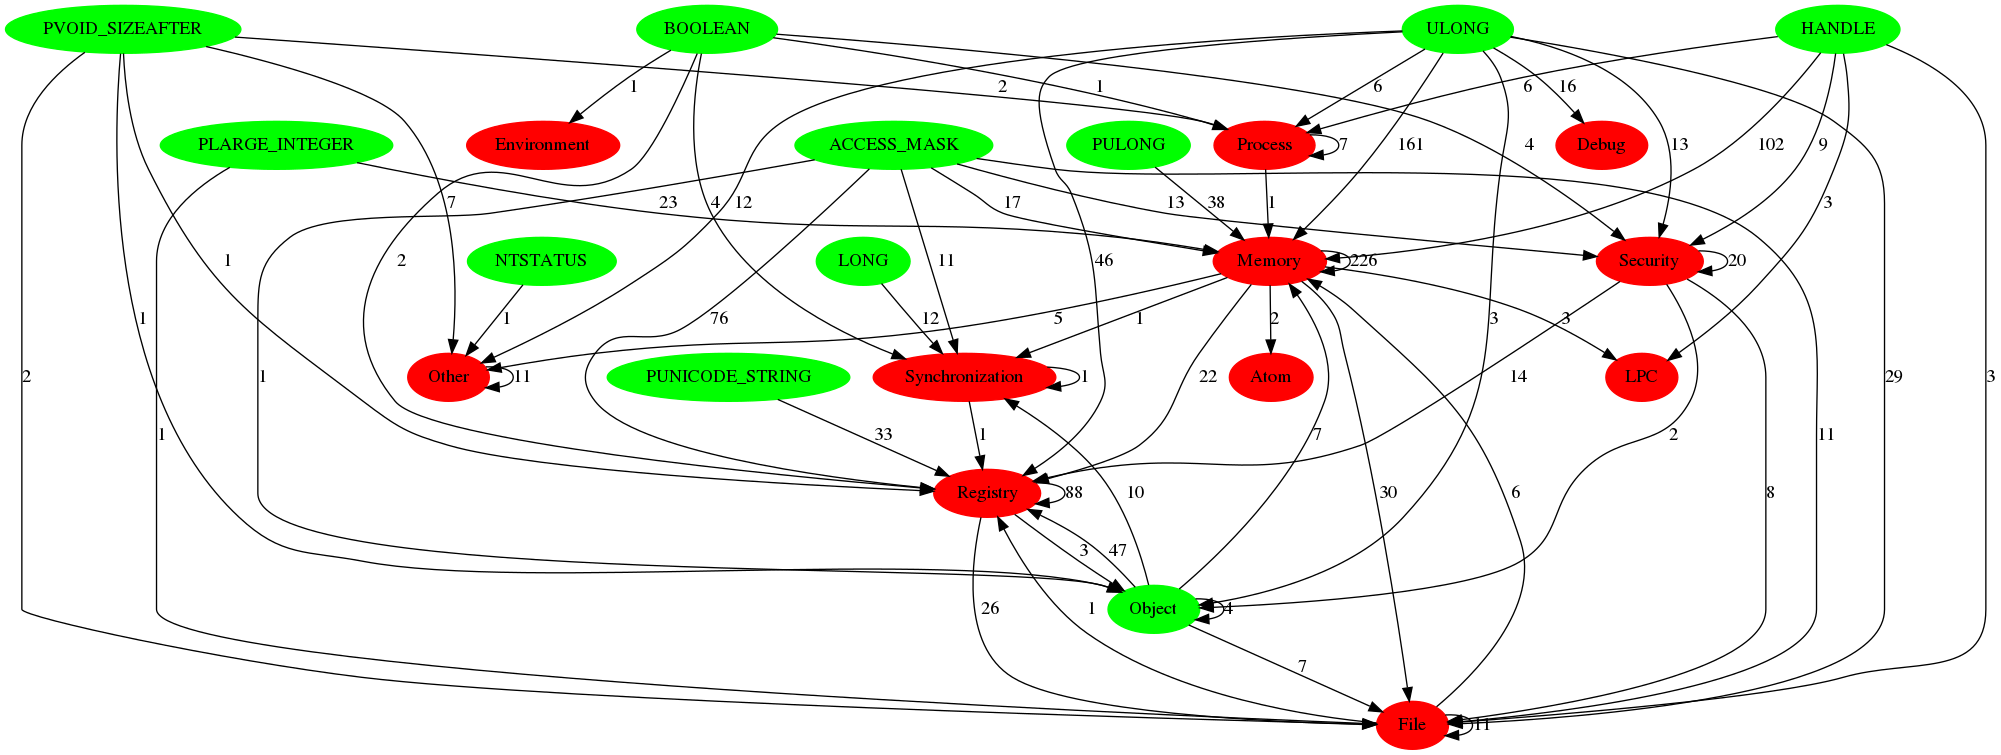 PVOID_SIZEAFTER BOOLEAN ULONG HANDLE
1 2 1 6 16 6
PLARGE_INTEGER Environment ACCESS_MASK PULONG Process 7 161 4 Debug 13 102 9
7 23 4 12 17 13 38 1 3
1 2 NTSTATUS LONG 11 46 Memory 226 Security 20
1 1 76 12 1 5 2 7 3 3
2 1 Other 11 PUNICODE_STRING Synchronization 1 22 Atom 14 LPC 29 3
1 33 1 7 2 11
Registry 88 10 30 6 8
3 47
26 1 Object 4
7
File 11